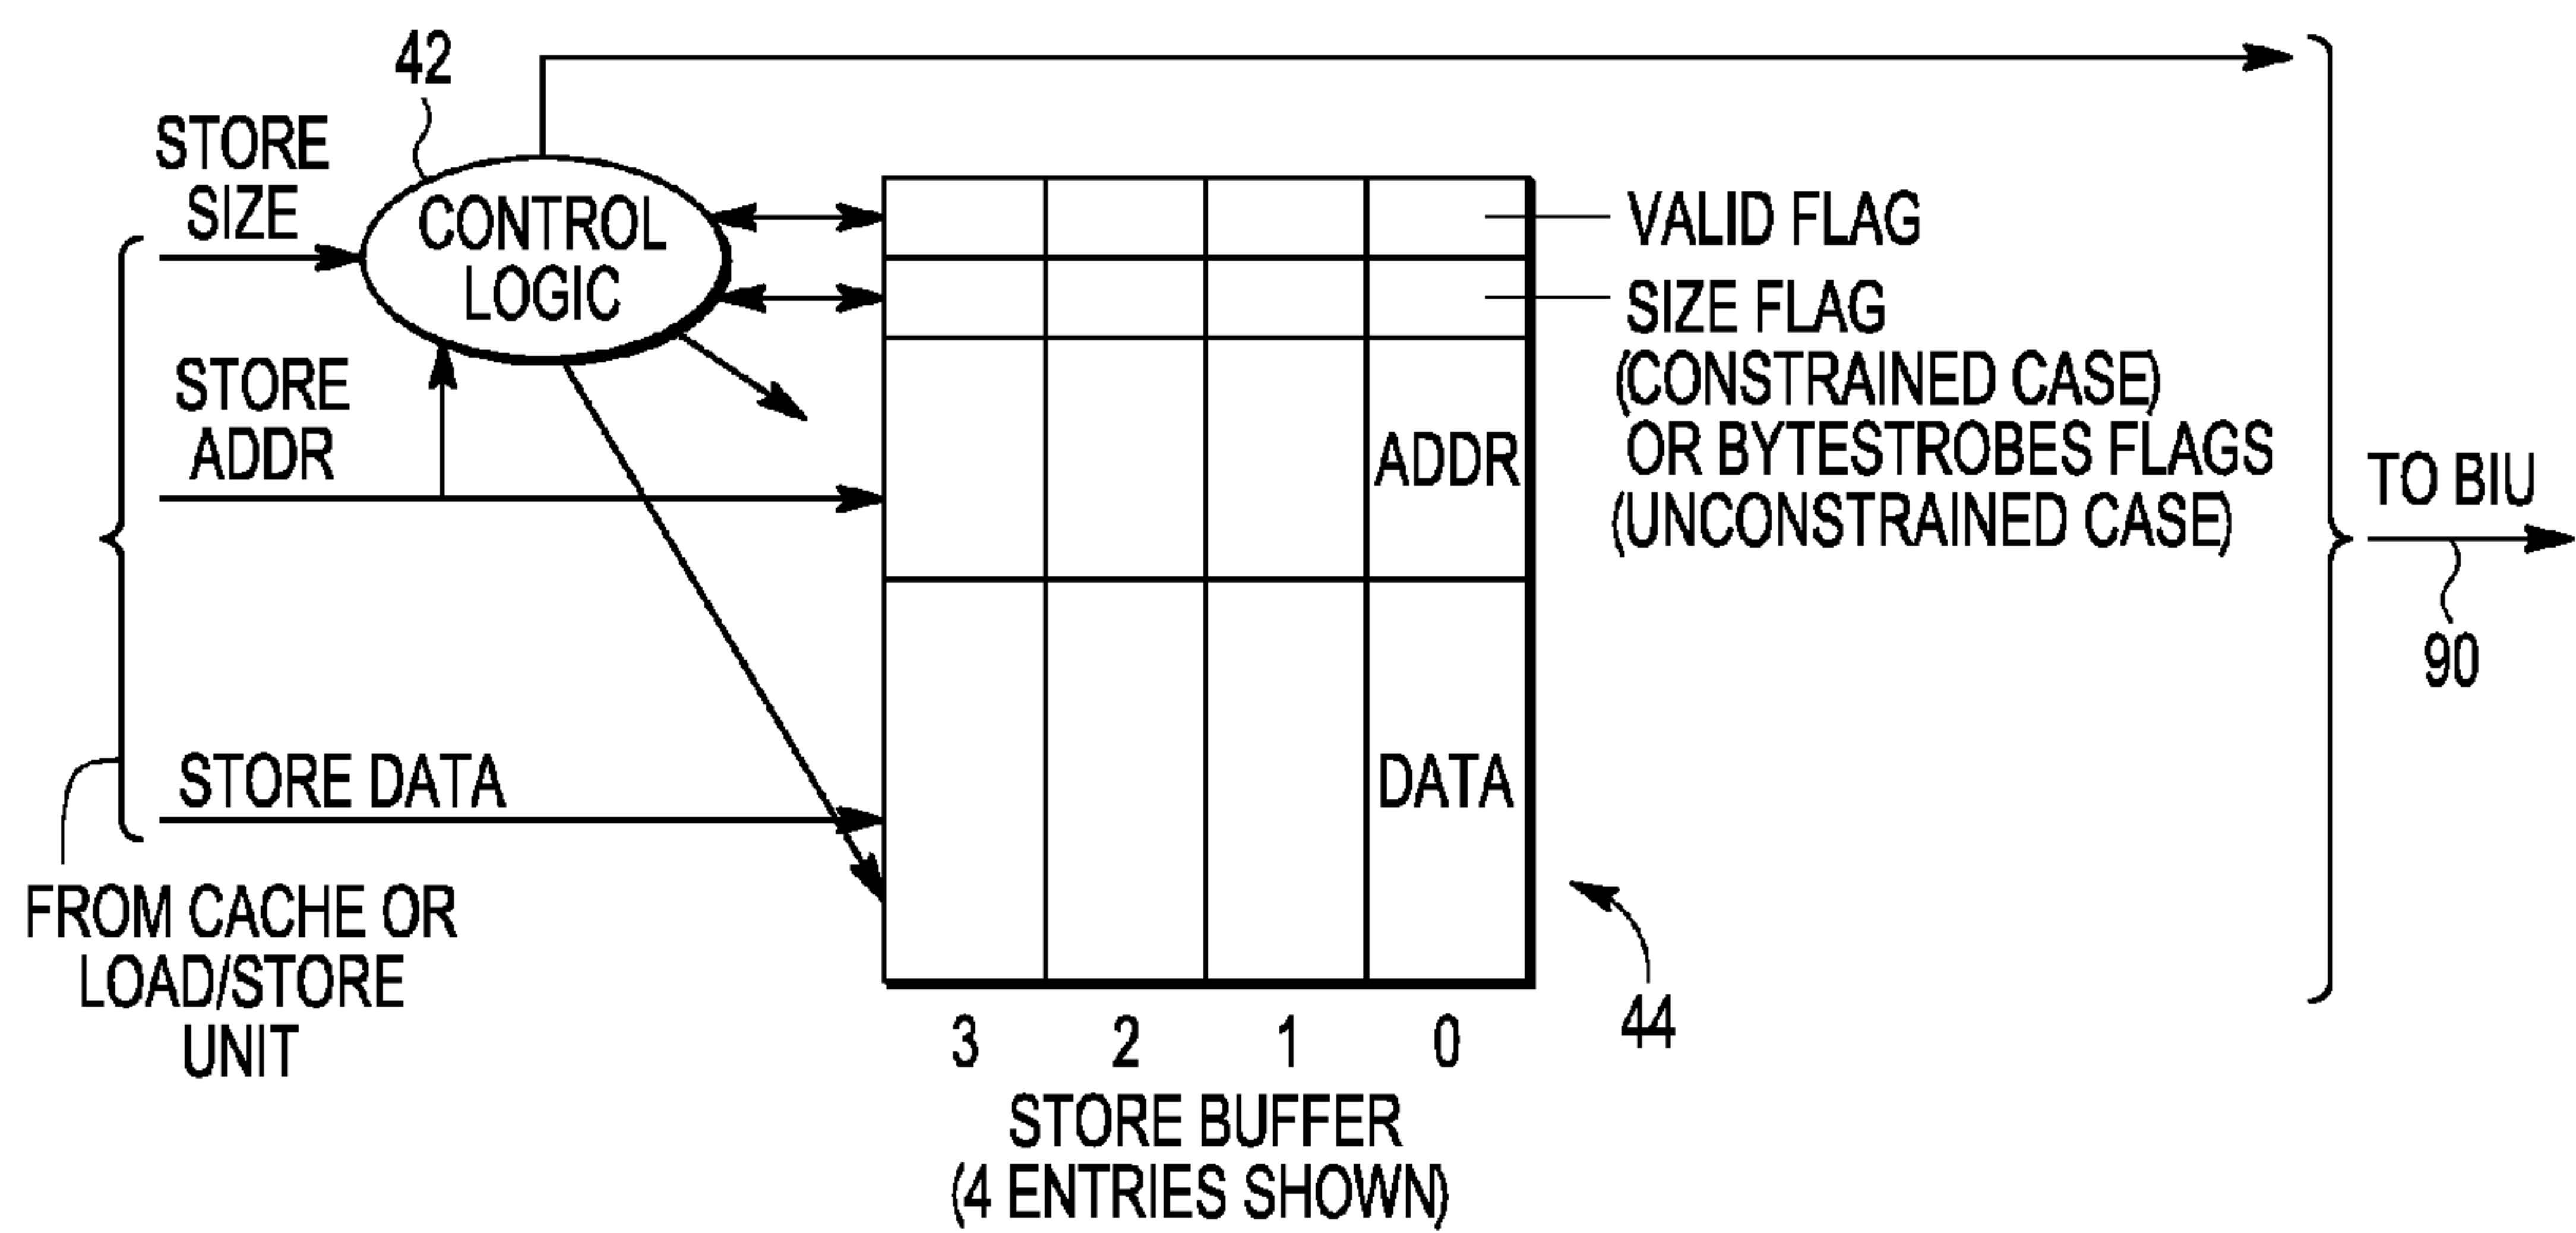 42
STORE
SIZE
CONTROL
LOGIC
VALID FLAG
SIZE FLAG
(CONSTRAINED CASE)
OR BYTESTROBES FLAGS
(UNCONSTRAINED CASE)
STORE
ADDR
ADDR
TO BIU
90
STORE DATA
DATA
FROM CACHE OR
LOAD/STORE
UNIT
44
3 2 1 0
STORE BUFFER
(4 ENTRIES SHOWN)